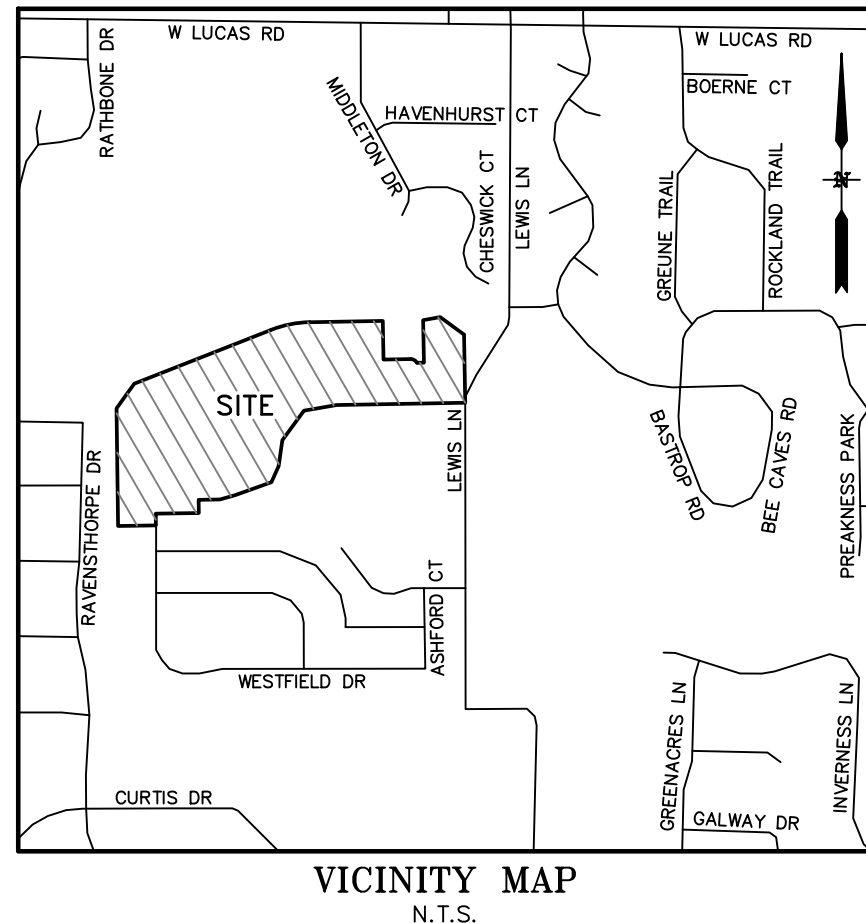 W LUCAS RD
W LUCAS RD
RATHBONE DR
BOERNE CT
MIDDLETON DR
HAVENHURST CT
CHESWICK CT
LEWIS LN
GREUNE TRAIL
ROCKLAND TRAIL
N
SITE
LEWIS LN
BASTROP RD
BEE CAVES RD
PREAKNESS PARK
RAVENSTHORPE DR
ASHFORD CT
WESTFIELD DR
GREENACRES LN
INVERNESS LN
CURTIS DR
GALWAY DR
VICINITY MAP
N.T.S.